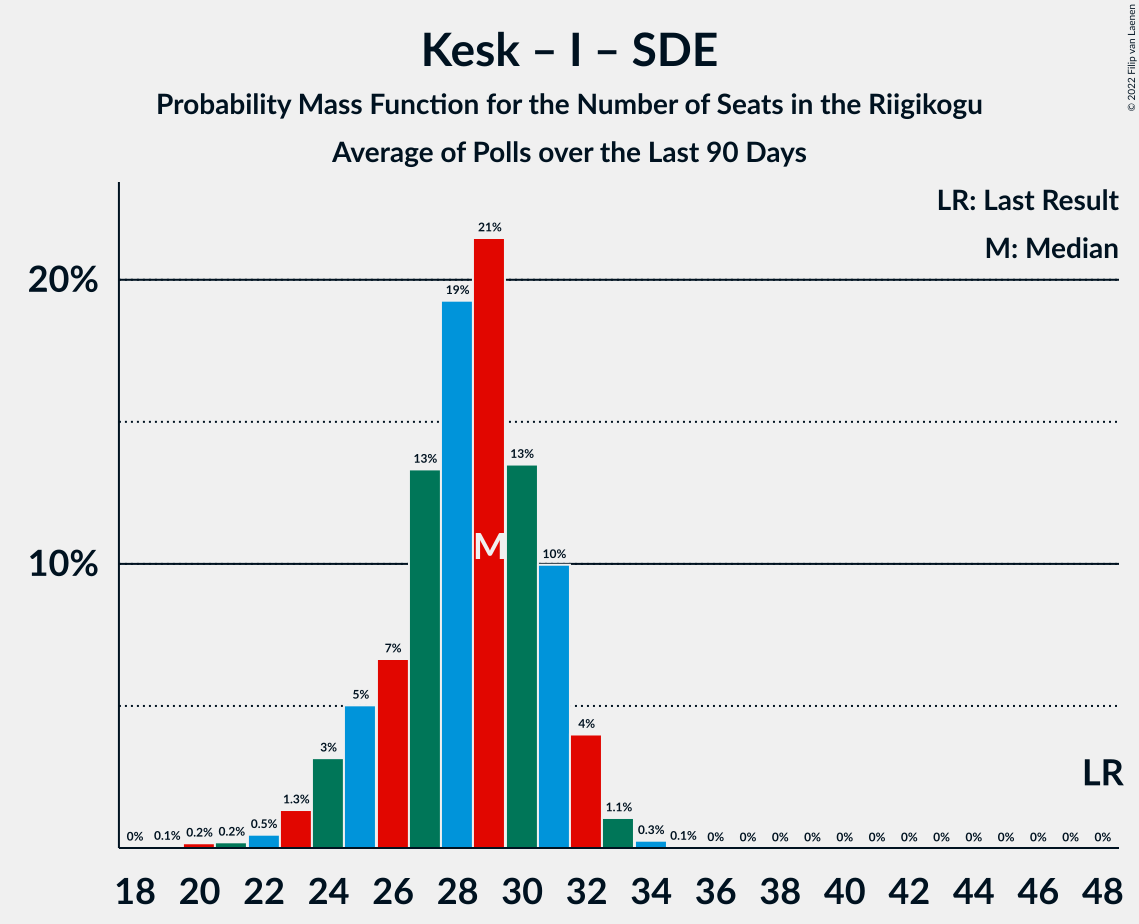 Kesk – I – SDE
Probability Mass Function for the Number of Seats in the Riigikogu
Average of Polls over the Last 90 Days
© 2022 Filip van Laenen
LR: Last Result
M: Median
20%
10%
0% 0.1% 0.2% 0.2% 0.5% 1.3% 3% 5% 7% 13% 19% 21% 13% 10% 4% 1.1% 0.3% 0.1% 0% 0% 0% 0% 0% 0% 0% 0% 0% 0% 0% 0% 0%
M
LR
18 20 22 24 26 28 30 32 34 36 38 40 42 44 46 48